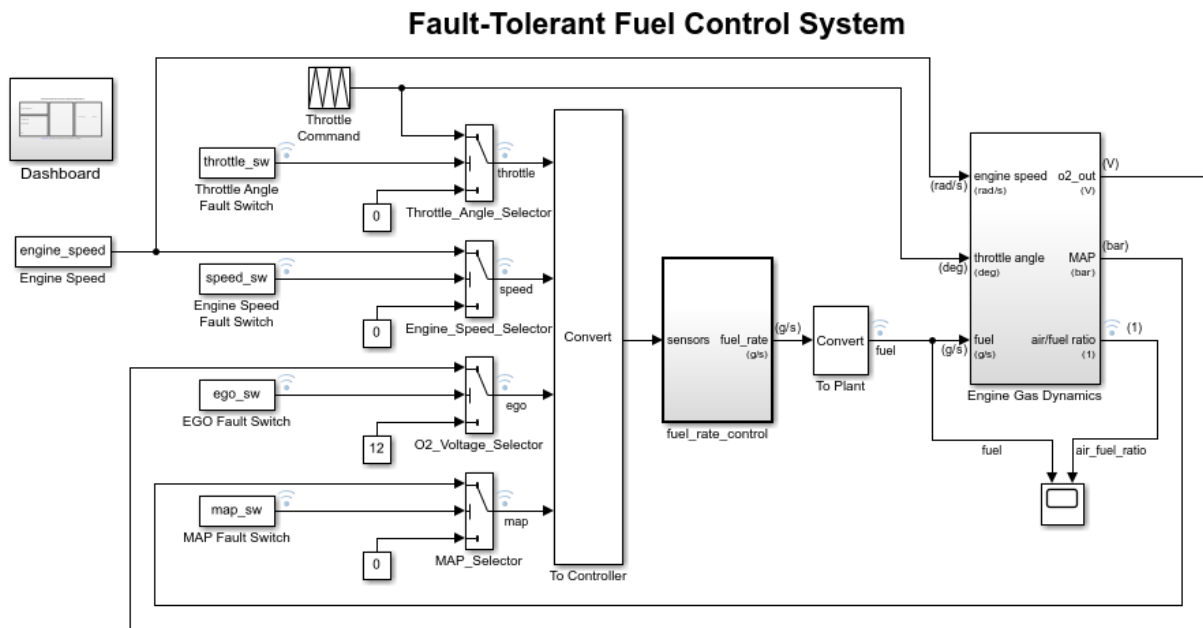 Fault-Tolerant Fuel Control System
Dashboard
Throttle
Command
throttle_sw
Throttle Angle
Fault Switch
0
throttle
Throttle_Angle_Selector
engine_speed
Engine Speed
speed_sw
Engine Speed
Fault Switch
0
speed
Engine_Speed_Selector
ego_sw
EGO Fault Switch
12
ego
O2_Voltage_Selector
map_sw
MAP Fault Switch
0
map
MAP_Selector
Convert
To Controller
sensors
fuel_rate
(g/s)
(g/s)
fuel_rate_control
Convert
To Plant
fuel
(rad/s)
engine speed
(rad/s)
(deg)
throttle angle
(deg)
(g/s)
fuel
(g/s)
o2_out
(V)
(V)
MAP
(bar)
(bar)
air/fuel ratio
(1)
(1)
Engine Gas Dynamics
fuel
air_fuel_ratio